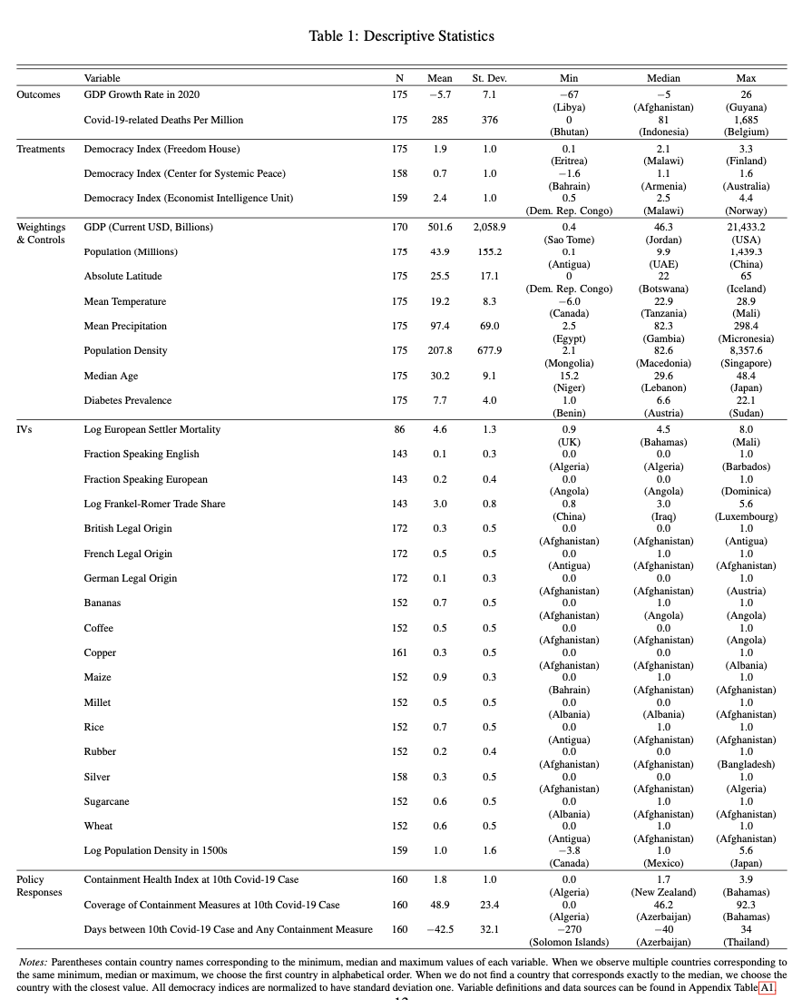 Table 1: Descriptive Statistics
Variable N Mean St. Dev. Min Median Max
Outcomes GDP Growth Rate in 2020 175 −5.7 7.1 −67 −5 26
(Libya) (Afghanistan) (Guyana)
Covid-19-related Deaths Per Million 175 285 376 0 81 1,685
(Bhutan) (Indonesia) (Belgium)
Treatments Democracy Index (Freedom House) 175 1.9 1.0 0.1 2.1 3.3
(Eritrea) (Malawi) (Finland)
Democracy Index (Center for Systemic Peace) 158 0.7 1.0 −1.6 1.1 1.6
(Bahrain) (Armenia) (Australia)
Democracy Index (Economist Intelligence Unit) 159 2.4 1.0 0.5 2.5 4.4
(Dem. Rep. Congo) (Malawi) (Norway)
Weightings GDP (Current USD, Billions) 170 501.6 2,058.9 0.4 46.3 21,433.2
& Controls (Sao Tome) (Jordan) (USA)
Population (Millions) 175 43.9 155.2 0.1 9.9 1,439.3
(Antigua) (UAE) (China)
Absolute Latitude 175 25.5 17.1 0 22 65
(Dem. Rep. Congo) (Botswana) (Iceland)
Mean Temperature 175 19.2 8.3 −6.0 22.9 28.9
(Canada) (Tanzania) (Mali)
Mean Precipitation 175 97.4 69.0 2.5 82.3 298.4
(Egypt) (Gambia) (Micronesia)
Population Density 175 207.8 677.9 2.1 82.6 8,357.6
(Mongolia) (Macedonia) (Singapore)
Median Age 175 30.2 9.1 15.2 29.6 48.4
(Niger) (Lebanon) (Japan)
Diabetes Prevalence 175 7.7 4.0 1.0 6.6 22.1
(Benin) (Austria) (Sudan)
IVs Log European Settler Mortality 86 4.6 1.3 0.9 4.5 8.0
(UK) (Bahamas) (Mali)
Fraction Speaking English 143 0.1 0.3 0.0 0.0 1.0
(Algeria) (Algeria) (Barbados)
Fraction Speaking European 143 0.2 0.4 0.0 0.0 1.0
(Angola) (Angola) (Dominica)
Log Frankel-Romer Trade Share 143 3.0 0.8 0.8 3.0 5.6
(China) (Iraq) (Luxembourg)
British Legal Origin 172 0.3 0.5 0.0 0.0 1.0
(Afghanistan) (Afghanistan) (Antigua)
French Legal Origin 172 0.5 0.5 0.0 1.0 1.0
(Antigua) (Afghanistan) (Afghanistan)
German Legal Origin 172 0.1 0.3 0.0 0.0 1.0
(Afghanistan) (Afghanistan) (Austria)
Bananas 152 0.7 0.5 0.0 1.0 1.0
(Afghanistan) (Angola) (Angola)
Coffee 152 0.5 0.5 0.0 0.0 1.0
(Afghanistan) (Afghanistan) (Angola)
Copper 161 0.3 0.5 0.0 0.0 1.0
(Afghanistan) (Afghanistan) (Albania)
Maize 152 0.9 0.3 0.0 1.0 1.0
(Bahrain) (Afghanistan) (Afghanistan)
Millet 152 0.5 0.5 0.0 0.0 1.0
(Albania) (Albania) (Afghanistan)
Rice 152 0.7 0.5 0.0 1.0 1.0
(Antigua) (Afghanistan) (Afghanistan)
Rubber 152 0.2 0.4 0.0 0.0 1.0
(Afghanistan) (Afghanistan) (Bangladesh)
Silver 158 0.3 0.5 0.0 0.0 1.0
(Afghanistan) (Afghanistan) (Algeria)
Sugarcane 152 0.6 0.5 0.0 1.0 1.0
(Albania) (Afghanistan) (Afghanistan)
Wheat 152 0.6 0.5 0.0 1.0 1.0
(Antigua) (Afghanistan) (Afghanistan)
Log Population Density in 1500s 159 1.0 1.6 −3.8 1.0 5.6
(Canada) (Mexico) (Japan)
Policy Containment Health Index at 10th Covid-19 Case 160 1.8 1.0 0.0 1.7 3.9
Responses (Algeria) (New Zealand) (Bahamas)
Coverage of Containment Measures at 10th Covid-19 Case 160 48.9 23.4 0.0 46.2 92.3
(Algeria) (Azerbaijan) (Bahamas)
Days between 10th Covid-19 Case and Any Containment Measure 160 −42.5 32.1 −270 −40 34
(Solomon Islands) (Azerbaijan) (Thailand)
Notes: Parentheses contain country names corresponding to the minimum, median and maximum values of each variable. When we observe multiple countries corresponding to
the same minimum, median or maximum, we choose the first country in alphabetical order. When we do not find a country that corresponds exactly to the median, we choose the
country with the closest value. All democracy indices are normalized to have standard deviation one. Variable definitions and data sources can be found in Appendix Table A1.